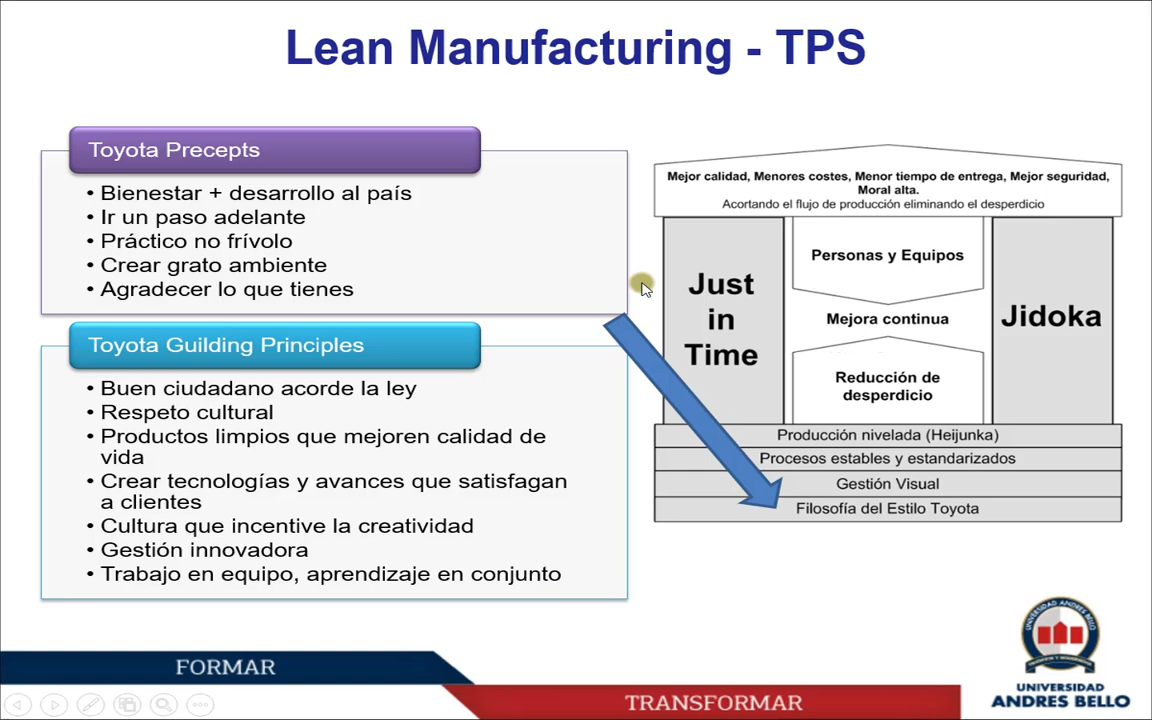 Lean Manufacturing - TPS
Toyota Precepts
• Bienestar + desarrollo al país
• Ir un paso adelante
• Práctico no frívolo
• Crear grato ambiente
• Agradecer lo que tienes
Toyota Guilding Principles
• Buen ciudadano acorde la ley
• Respeto cultural
• Productos limpios que mejoren calidad de
vida
• Crear tecnologías y avances que satisfagan
a clientes
• Cultura que incentive la creatividad
• Gestión innovadora
• Trabajo en equipo, aprendizaje en conjunto
Mejor calidad, Menores costes, Menor tiempo de entrega, Mejor seguridad,
Moral alta.
Acortando el flujo de producción eliminando el desperdicio
Just
in
Time
Personas y Equipos
Mejora continua
Reducción de
desperdicio
Jidoka
Producción nivelada (Heijunka)
Procesos estables y estandarizados
Gestión Visual
Filosofía del Estilo Toyota
FORMAR
TRANSFORMAR
UNIVERSIDAD ANDRES BELLO
UNIVERSIDAD
ANDRES BELLO